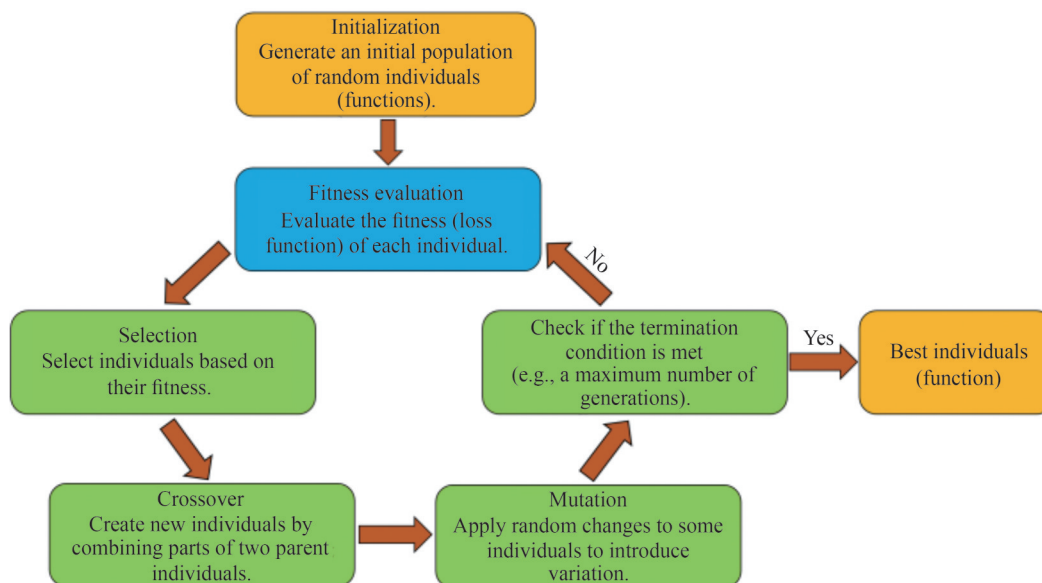 Initialization
Generate an initial population
of random individuals
(functions).
Fitness evaluation
Evaluate the fitness (loss
function) of each individual.
No
Selection
Select individuals based on
their fitness.
Check if the termination
condition is met
(e.g., a maximum number of
generations).
Yes
Best individuals
(function)
Crossover
Create new individuals by
combining parts of two parent
individuals.
Mutation
Apply random changes to some
individuals to introduce
variation.